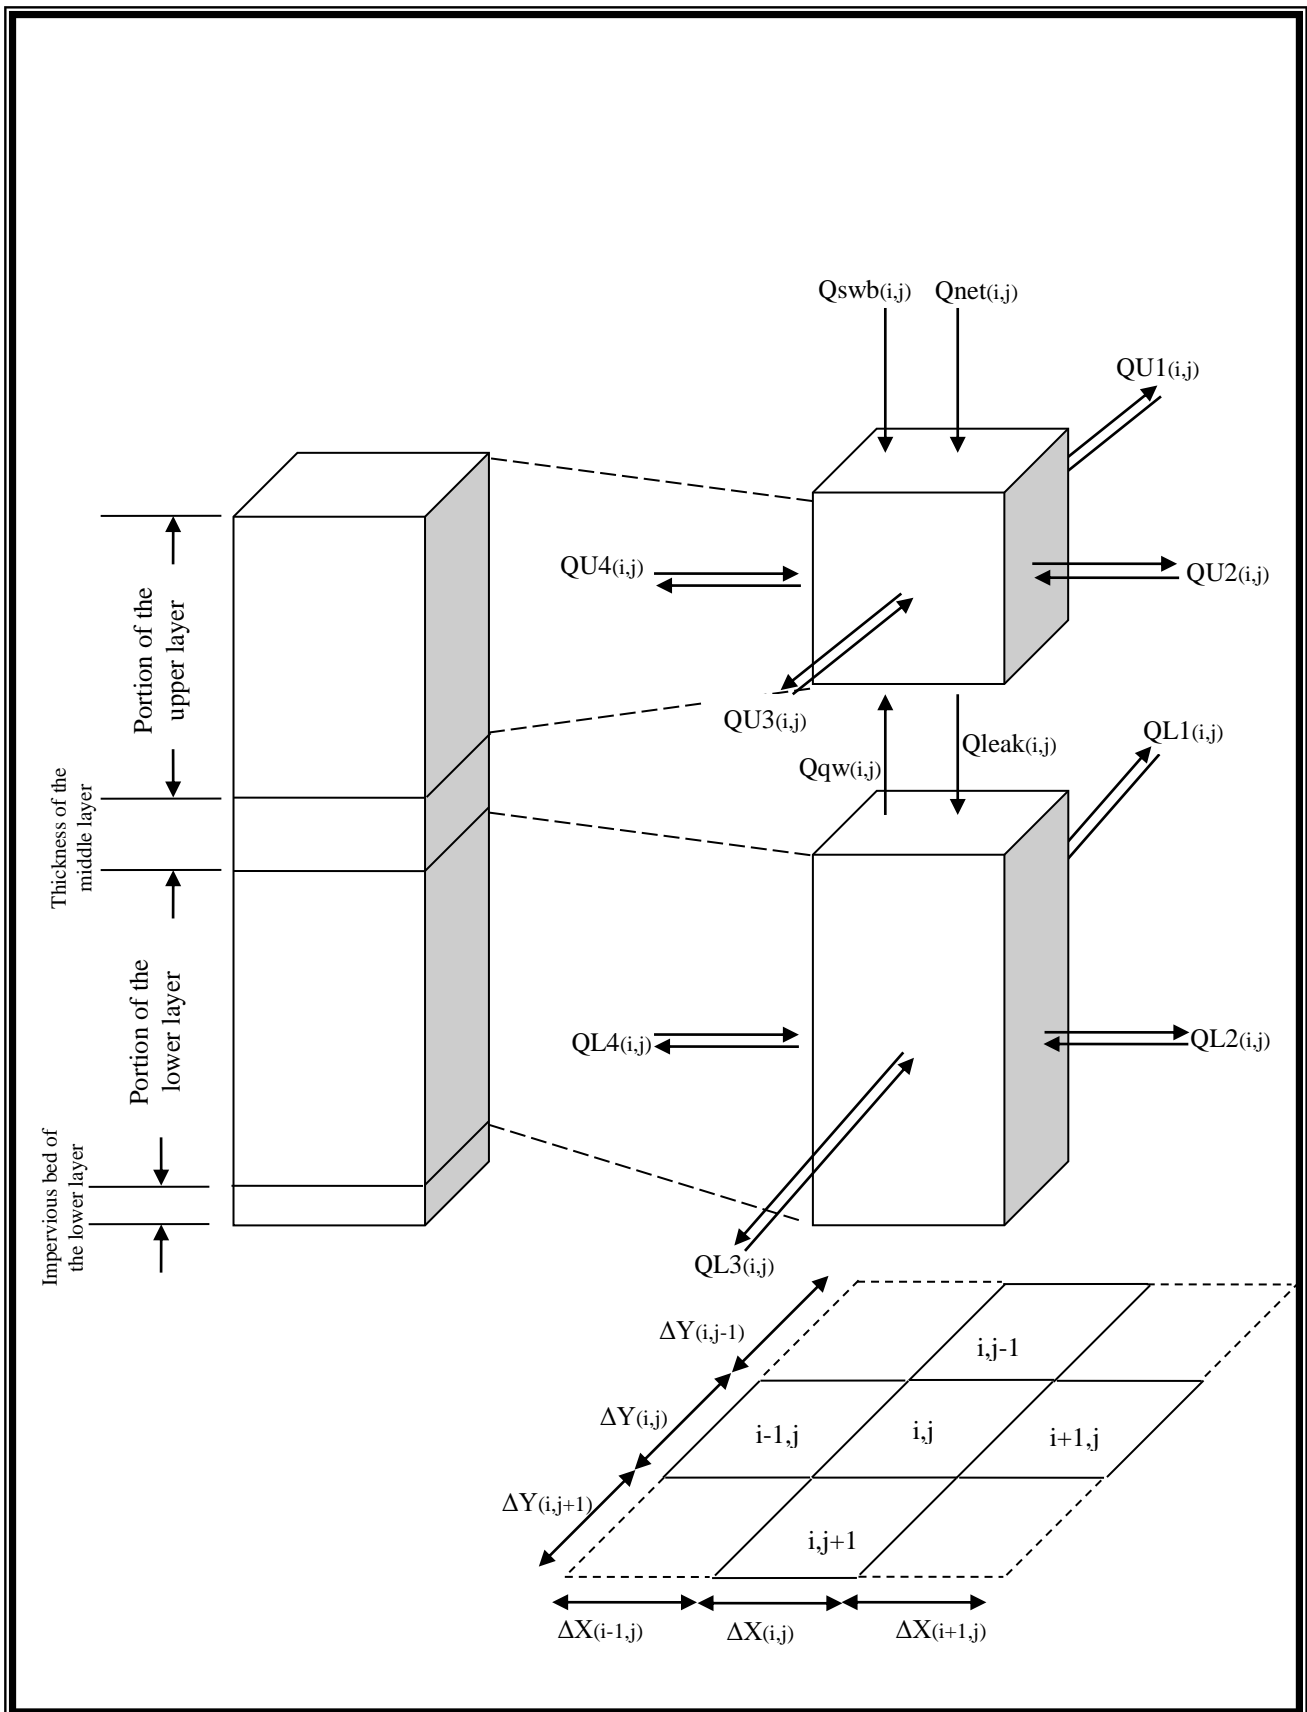 Qswb(i,j) Qnet(i,j)
QU1(i,j)
QU4(i,j)
QU2(i,j)
Portion of the
upper layer
QU3(i,j)
QL1(i,j)
Qleak(i,j)
Qqw(i,j)
Thickness of the
middle layer
Portion of the
lower layer
QL4(i,j)
QL2(i,j)
Impervious bed of
the lower layer
QL3(i,j)
ΔY(i,j-1)
i,j-1
ΔY(i,j)
i-1,j
i,j
i+1,j
ΔY(i,j+1)
i,j+1
ΔX(i-1,j)
ΔX(i,j)
ΔX(i+1,j)